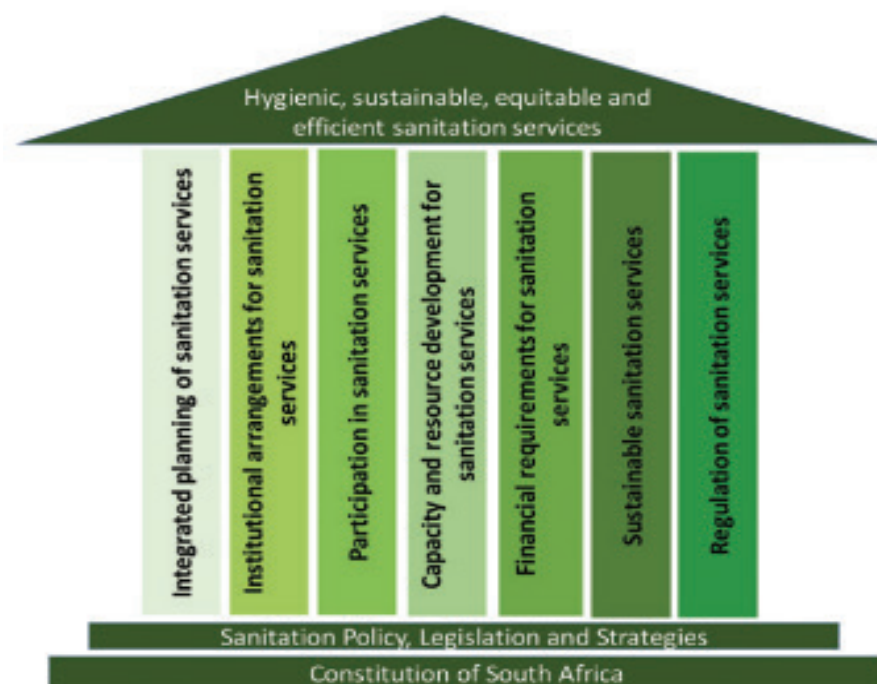 Hygienic, sustainable, equitable and
efficient sanitation services
Integrated planning of sanitation services
Institutional arrangements for sanitation
services
Participation in sanitation services
Capacity and resource development for
sanitation services
Financial requirements for sanitation
services
Sustainable sanitation services
Regulation of sanitation services
Sanitation Policy, Legislation and Strategies
Constitution of South Africa